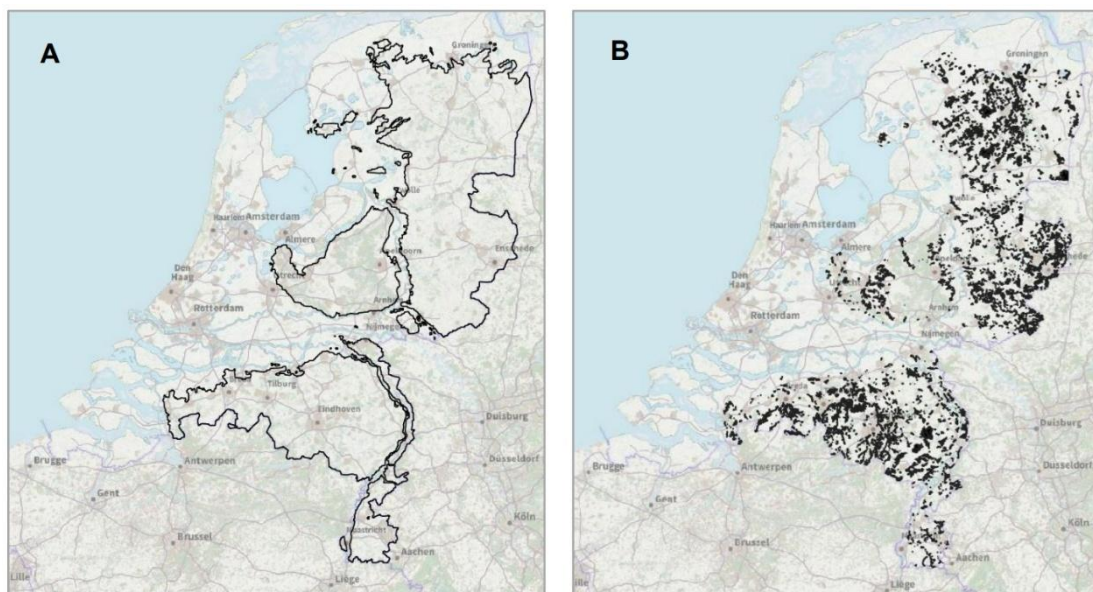 A
Groningen
Haarlem
Amsterdam
Almere
Enschede
Den
Haag
Arnhem
Rotterdam
Nijmegen
Tilburg
Eindhoven
Duisburg
Düsseldorf
Brugge
Antwerpen
Gent
Maastricht
Köln
Brussel
Aachen
Lille
Liège
B
Groningen
Haarlem
Amsterdam
Almere
Den
Haag
Utrecht
Arnhem
Rotterdam
Nijmegen
Duisburg
Düsseldorf
Brugge
Antwerpen
Gent
Köln
Brussel
Aachen
Liège